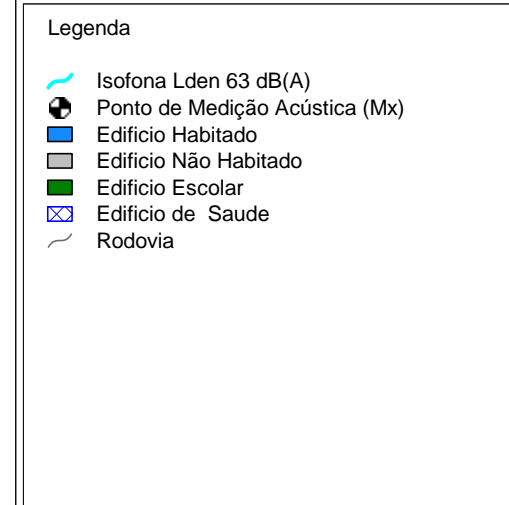 Legenda
Isofona Lden 63 dB(A)
Ponto de Medição Acústica (Mx)
Edificio Habitado
Edificio Não Habitado
Edificio Escolar
Edificio de Saude
Rodovia